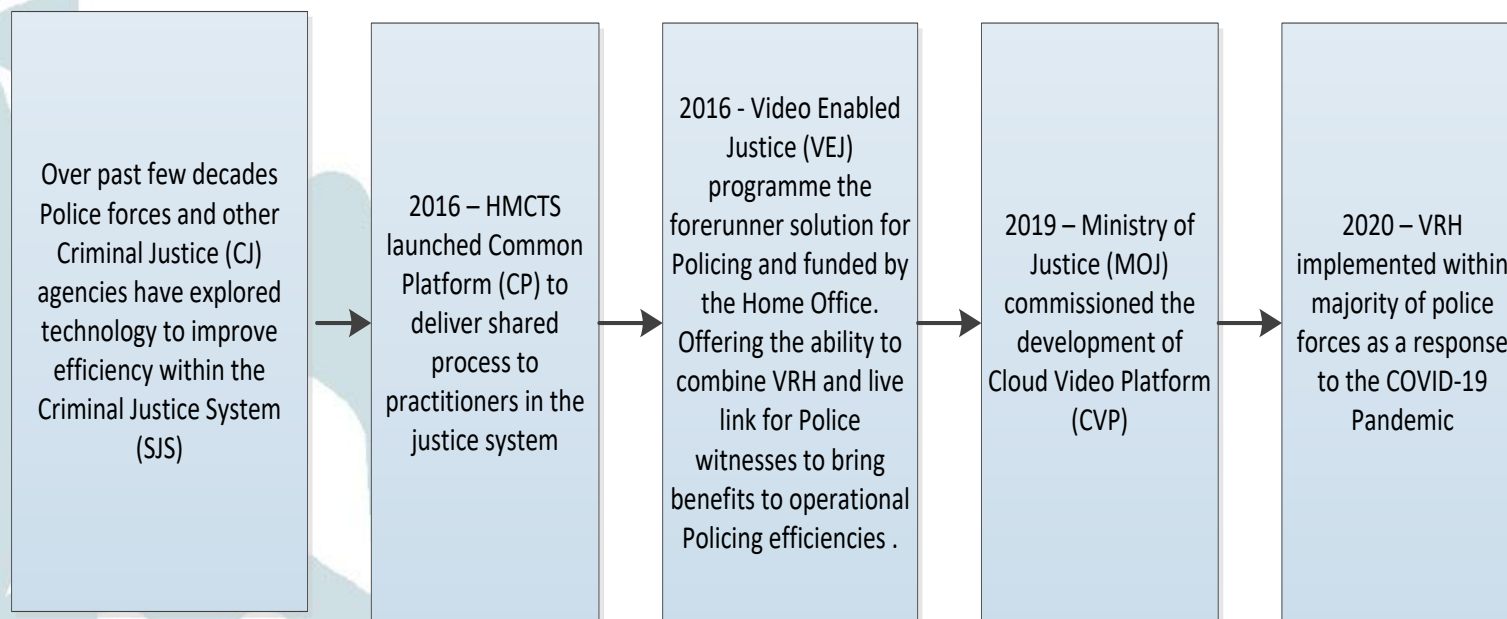 Over past few decades
Police forces and other
Criminal Justice (CJ)
agencies have explored
technology to improve
efficiency within the
Criminal Justice System
(SJS)
2016 – HMCTS
launched Common
Platform (CP) to
deliver shared
process to
practitioners in the
justice system
2016 - Video Enabled
Justice (VEJ)
programme the
forerunner solution for
Policing and funded by
the Home Office.
Offering the ability to
combine VRH and live
link for Police
witnesses to bring
benefits to operational
Policing efficiencies .
2019 – Ministry of
Justice (MOJ)
commissioned the
development of
Cloud Video Platform
(CVP)
2020 – VRH
implemented within
majority of police
forces as a response
to the COVID-19
Pandemic